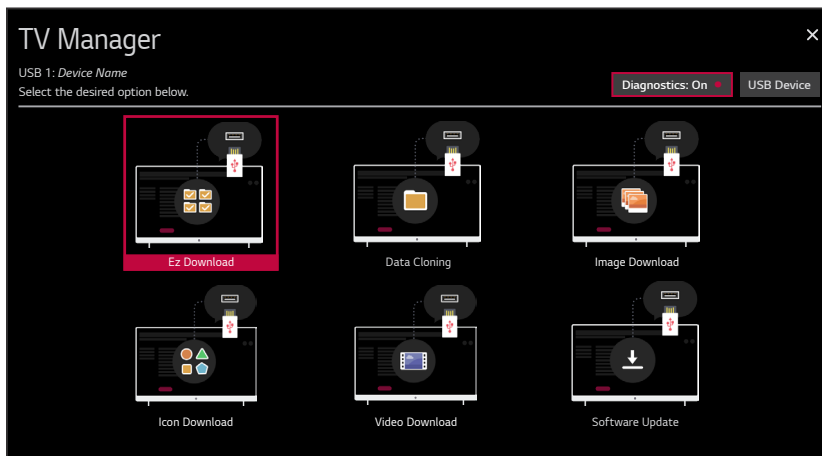 TV Manager
×
USB 1: Device Name
Select the desired option below.
Diagnostics: On
USB Device
Ez Download
Data Cloning
Image Download
Icon Download
Video Download
Software Update